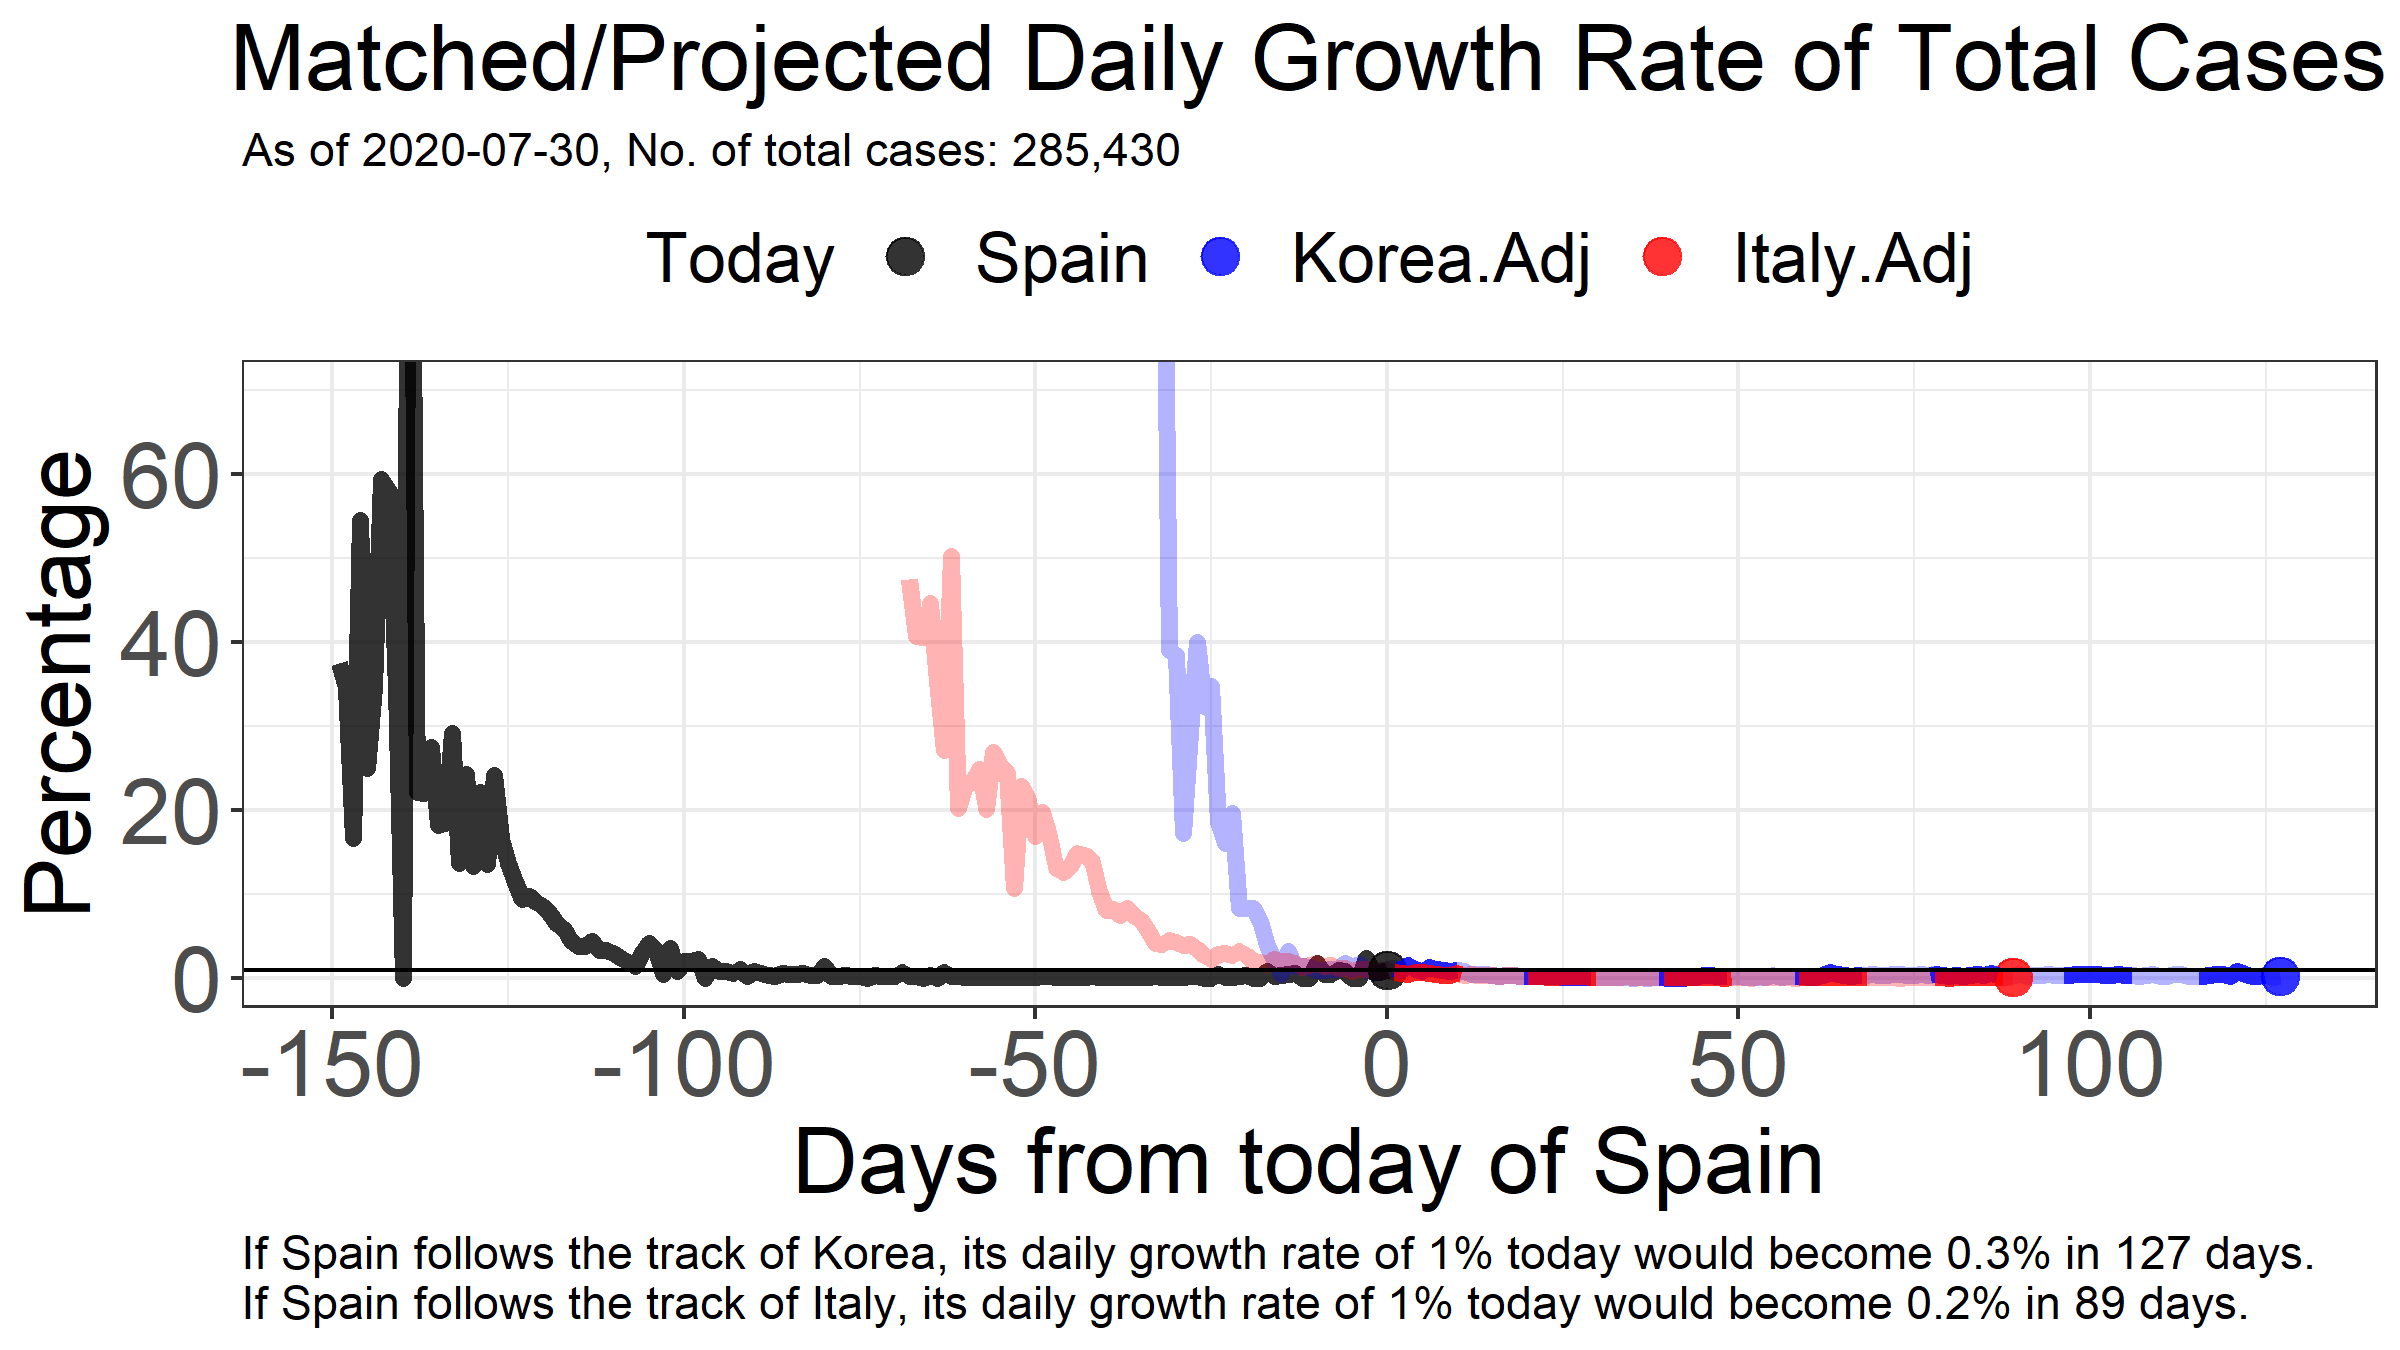 Matched/Projected Daily Growth Rate of Total Cases
As of 2020-07-30, No. of total cases: 285,430
Today Spain Korea.Adj Italy.Adj
Percentage
60
40
20
0
-150 -100 -50 0 50 100
Days from today of Spain
If Spain follows the track of Korea, its daily growth rate of 1% today would become 0.3% in 127 days.
If Spain follows the track of Italy, its daily growth rate of 1% today would become 0.2% in 89 days.